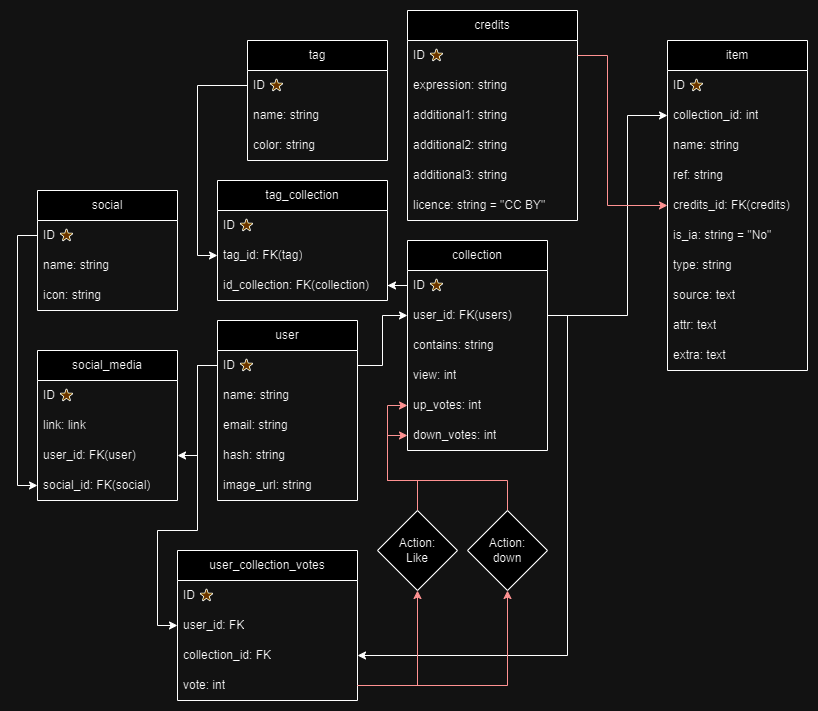 tag
ID
name: string
color: string
credits
ID
expression: string
additional1: string
additional2: string
additional3: string
licence: string = "CC BY"
item
ID
collection_id: int
name: string
ref: string
credits_id: FK(credits)
is_ia: string = "No"
type: string
source: text
attr: text
extra: text
social
ID
name: string
icon: string
tag_collection
ID
tag_id: FK(tag)
id_collection: FK(collection)
collection
ID
user_id: FK(users)
contains: string
view: int
up_votes: int
down_votes: int
social_media
ID
link: link
user_id: FK(user)
social_id: FK(social)
user
ID
name: string
email: string
hash: string
image_url: string
Action:
Like
Action:
down
user_collection_votes
ID
user_id: FK
collection_id: FK
vote: int